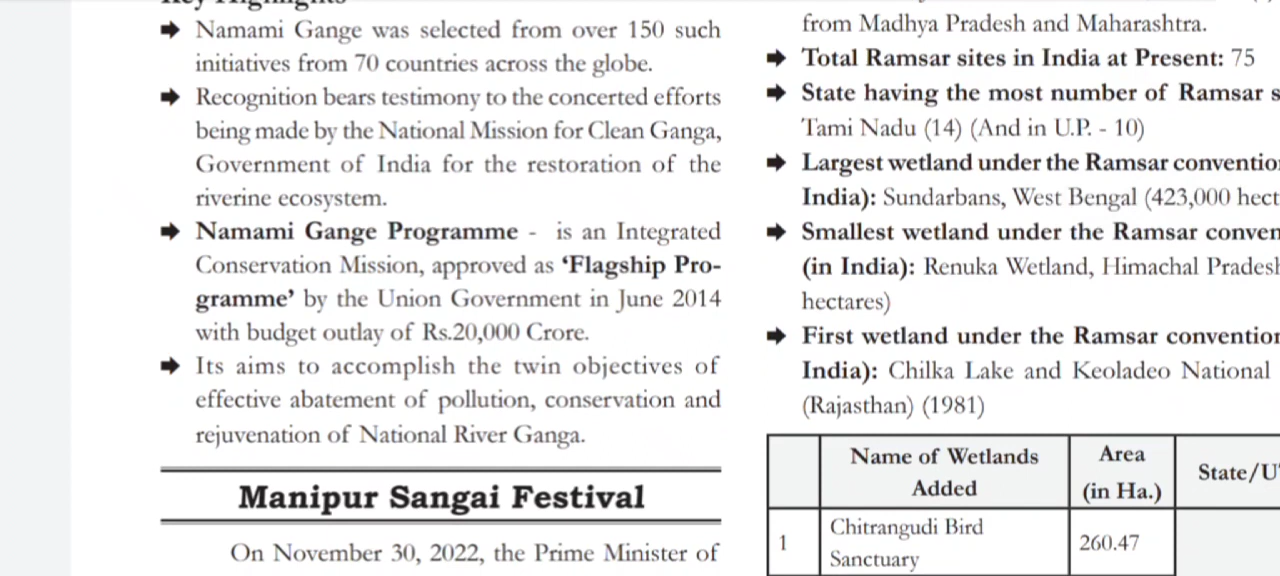 Key Highlights
➡ Namami Gange was selected from over 150 such
initiatives from 70 countries across the globe.
➡ Recognition bears testimony to the concerted efforts
being made by the National Mission for Clean Ganga,
Government of India for the restoration of the
riverine ecosystem.
➡ Namami Gange Programme - is an Integrated
Conservation Mission, approved as ‘Flagship Pro-
gramme’ by the Union Government in June 2014
with budget outlay of Rs.20,000 Crore.
➡ Its aims to accomplish the twin objectives of
effective abatement of pollution, conservation and
rejuvenation of National River Ganga.
Manipur Sangai Festival
On November 30, 2022, the Prime Minister of
from Madhya Pradesh and Maharashtra.
➡ Total Ramsar sites in India at Present: 75
➡ State having the most number of Ramsar s
Tami Nadu (14) (And in U.P. - 10)
➡ Largest wetland under the Ramsar conventio
India): Sundarbans, West Bengal (423,000 hect
➡ Smallest wetland under the Ramsar conven
(in India): Renuka Wetland, Himachal Pradesh
hectares)
➡ First wetland under the Ramsar convention
India): Chilka Lake and Keoladeo National
(Rajasthan) (1981)
Name of Wetlands
Added
Area
(in Ha.)
State/U
1
Chitrangudi Bird
Sanctuary
260.47